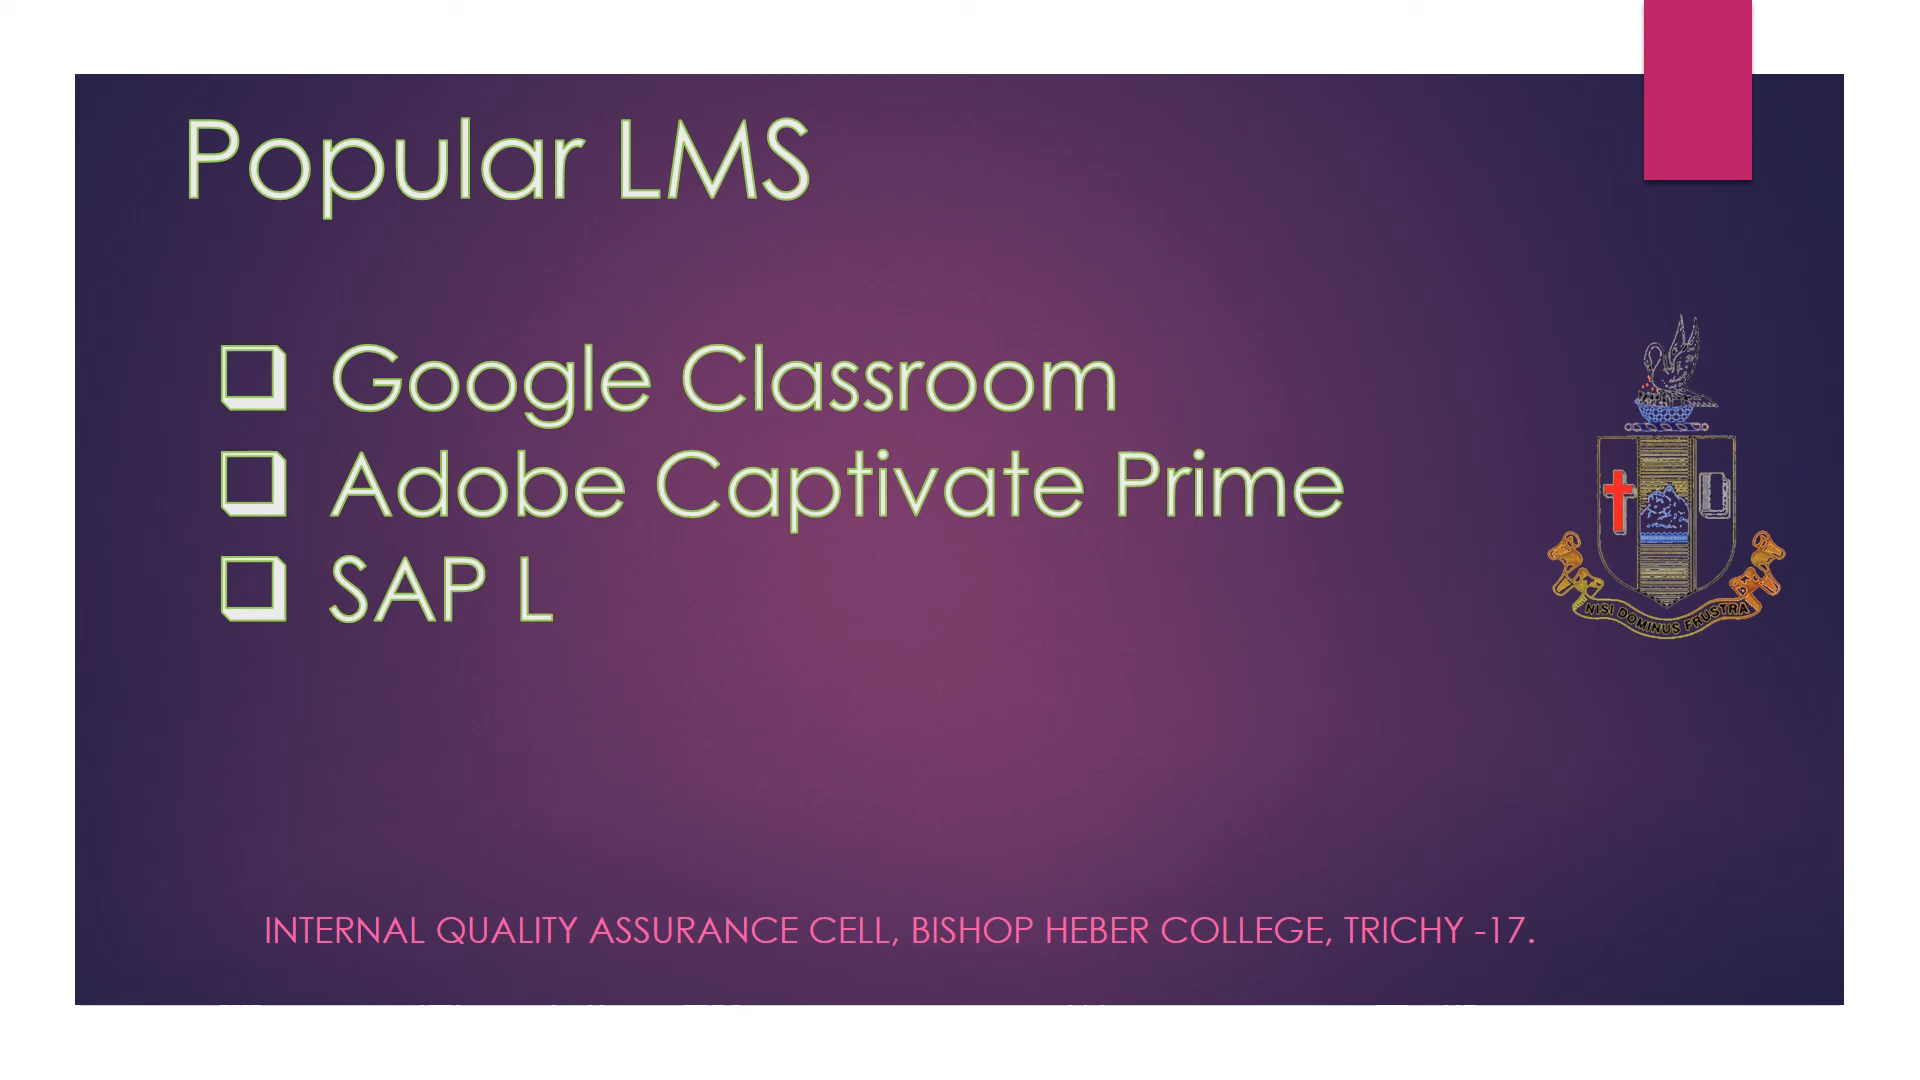 Popular LMS
Google Classroom
Adobe Captivate Prime
SAP L
NISI DOMINUS FRUSTRA
INTERNAL QUALITY ASSURANCE CELL, BISHOP HEBER COLLEGE, TRICHY -17.